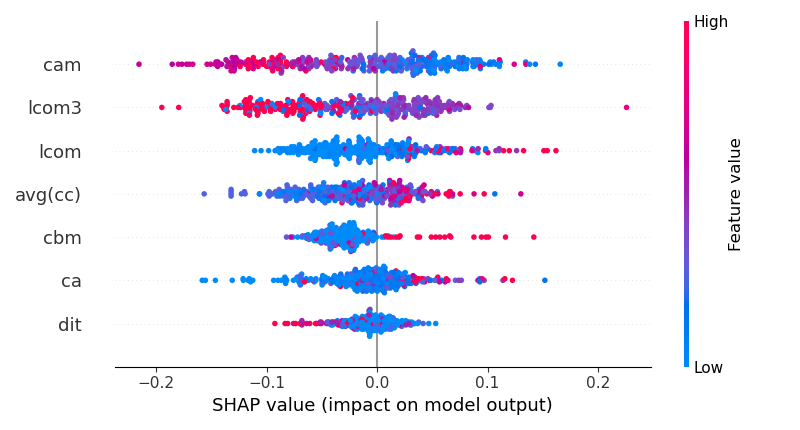 High
cam
lcom3
lcom
avg(cc)
cbm
ca
dit
Feature value
Low
−0.2 −0.1 0.0 0.1 0.2
SHAP value (impact on model output)